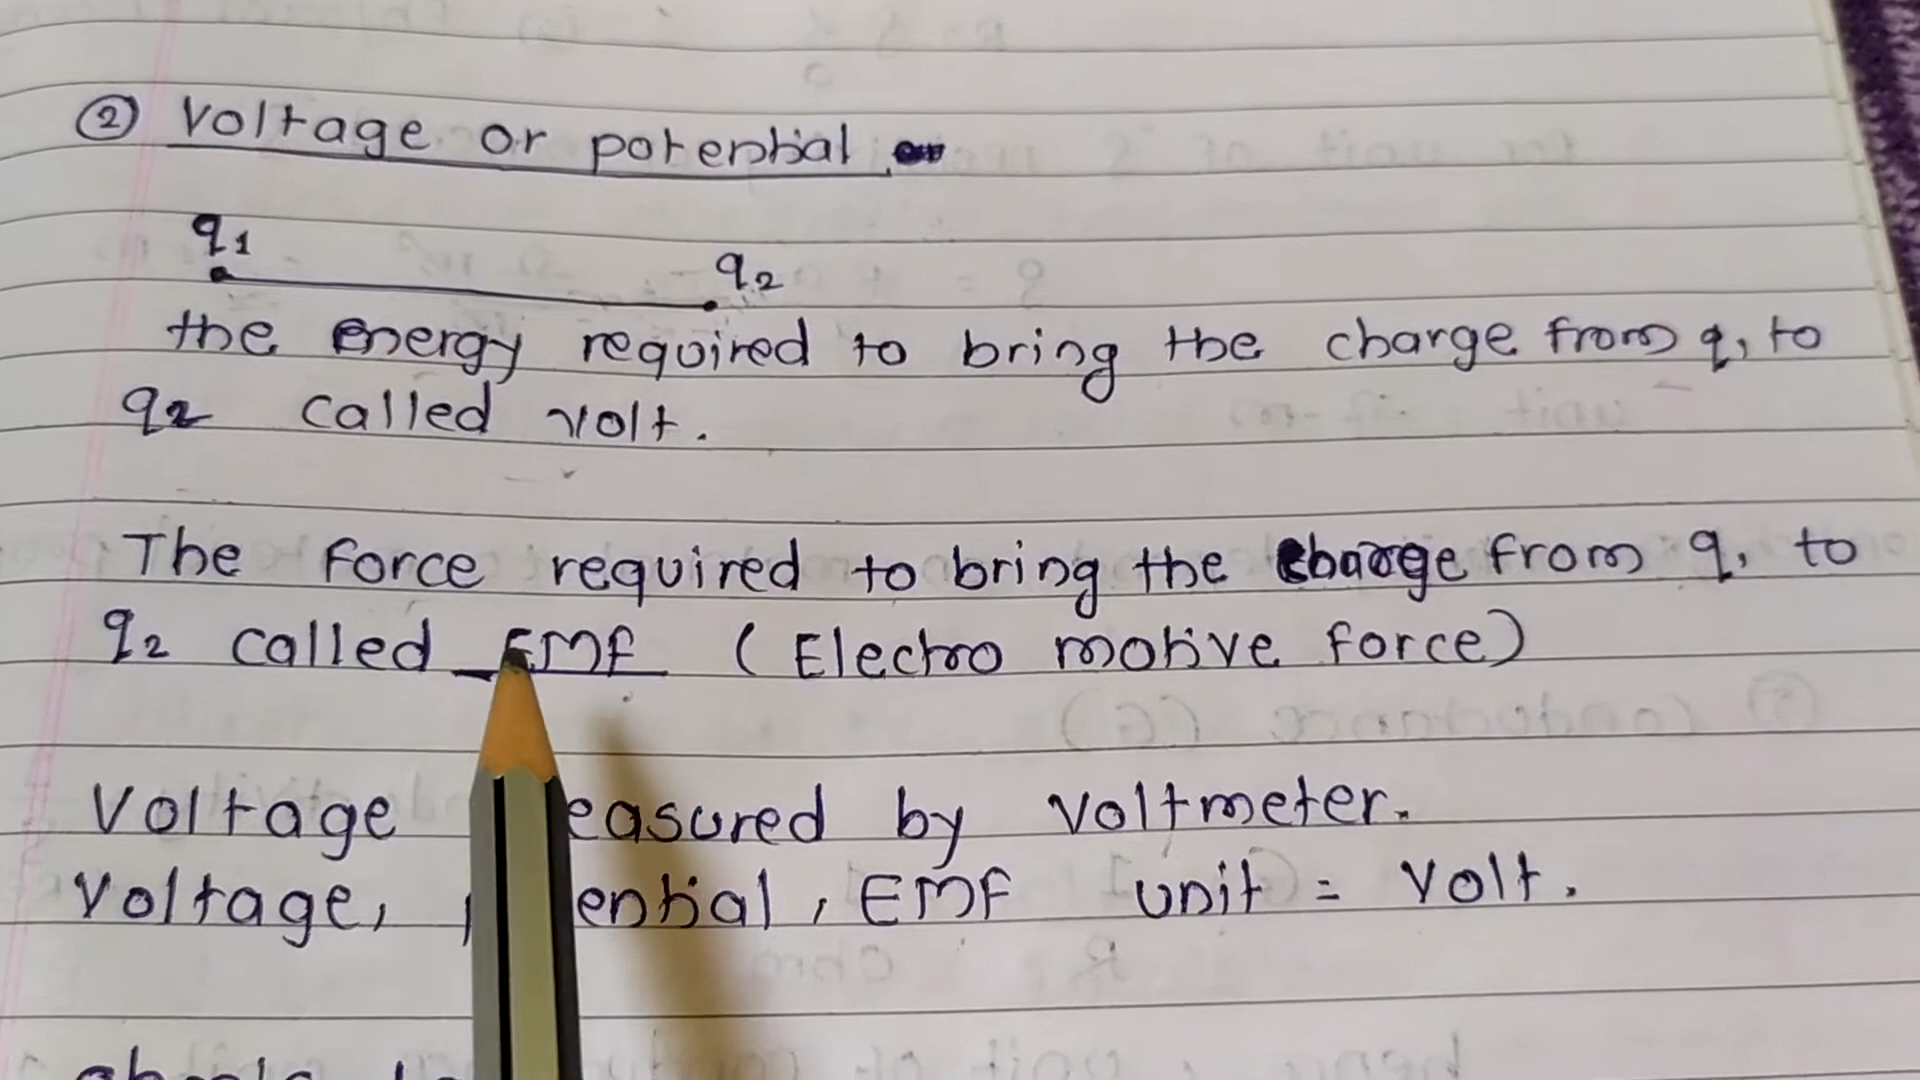 ② Voltage or potential
q1
q2
the energy required to bring the charge from q1 to
q2 called volt.
The force required to bring the charge from q1 to
q2 called EMF (Electro motive force)
Voltage easured by voltmeter.
Voltage, ential, EMF unit = Volt.